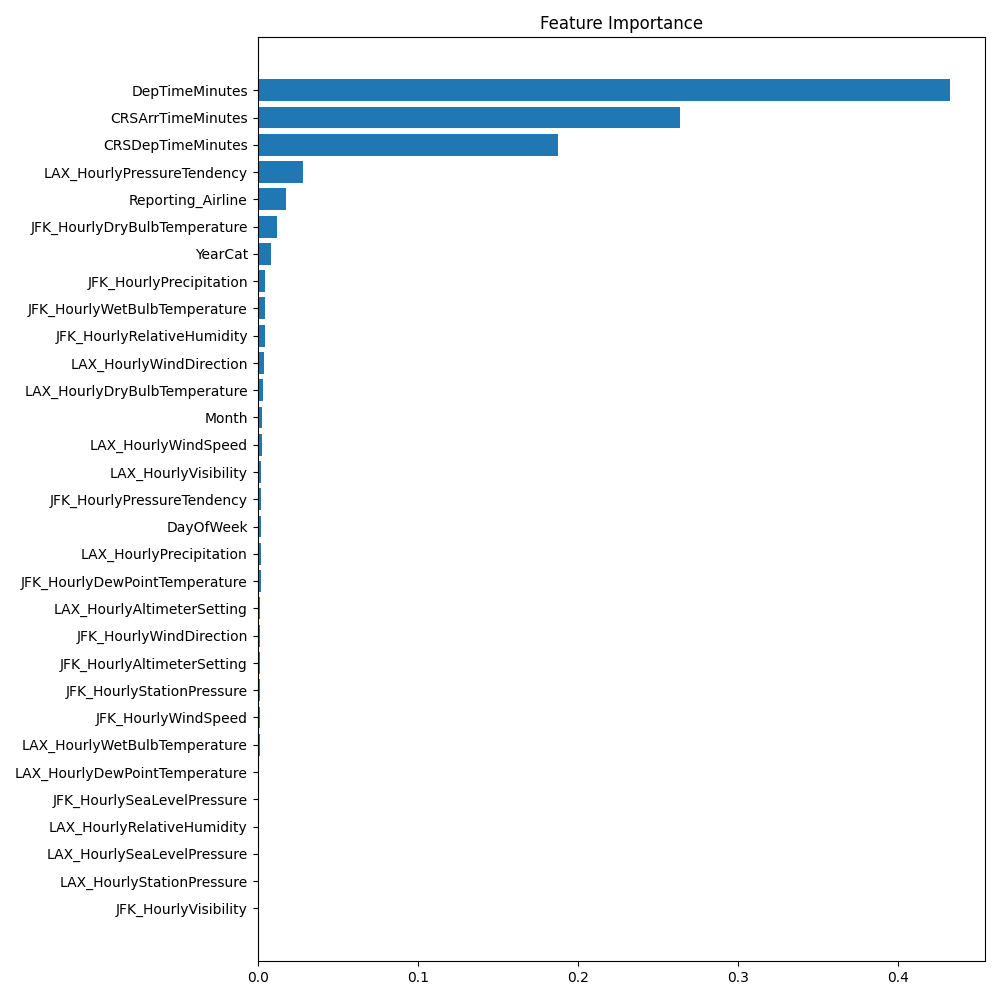 Feature Importance
DepTimeMinutes
CRSArrTimeMinutes
CRSDepTimeMinutes
LAX_HourlyPressureTendency
Reporting_Airline
JFK_HourlyDryBulbTemperature
YearCat
JFK_HourlyPrecipitation
JFK_HourlyWetBulbTemperature
JFK_HourlyRelativeHumidity
LAX_HourlyWindDirection
LAX_HourlyDryBulbTemperature
Month
LAX_HourlyWindSpeed
LAX_HourlyVisibility
JFK_HourlyPressureTendency
DayOfWeek
LAX_HourlyPrecipitation
JFK_HourlyDewPointTemperature
LAX_HourlyAltimeterSetting
JFK_HourlyWindDirection
JFK_HourlyAltimeterSetting
JFK_HourlyStationPressure
JFK_HourlyWindSpeed
LAX_HourlyWetBulbTemperature
LAX_HourlyDewPointTemperature
JFK_HourlySeaLevelPressure
LAX_HourlyRelativeHumidity
LAX_HourlySeaLevelPressure
LAX_HourlyStationPressure
JFK_HourlyVisibility
0.0 0.1 0.2 0.3 0.4